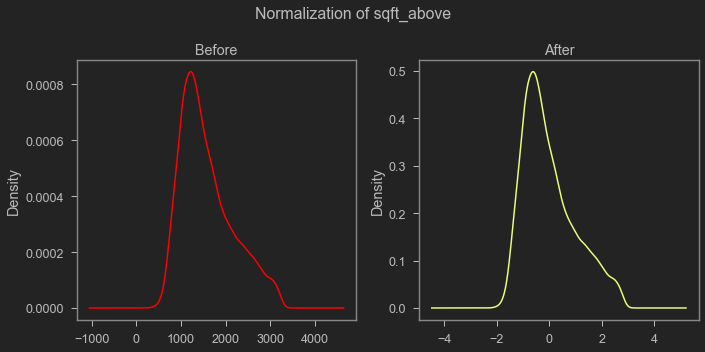 Normalization of sqft_above
Before
After
Density
0.0008
0.0006
0.0004
0.0002
0.0000
−1000 0 1000 2000 3000 4000
Density
0.5
0.4
0.3
0.2
0.1
0.0
−4 −2 0 2 4